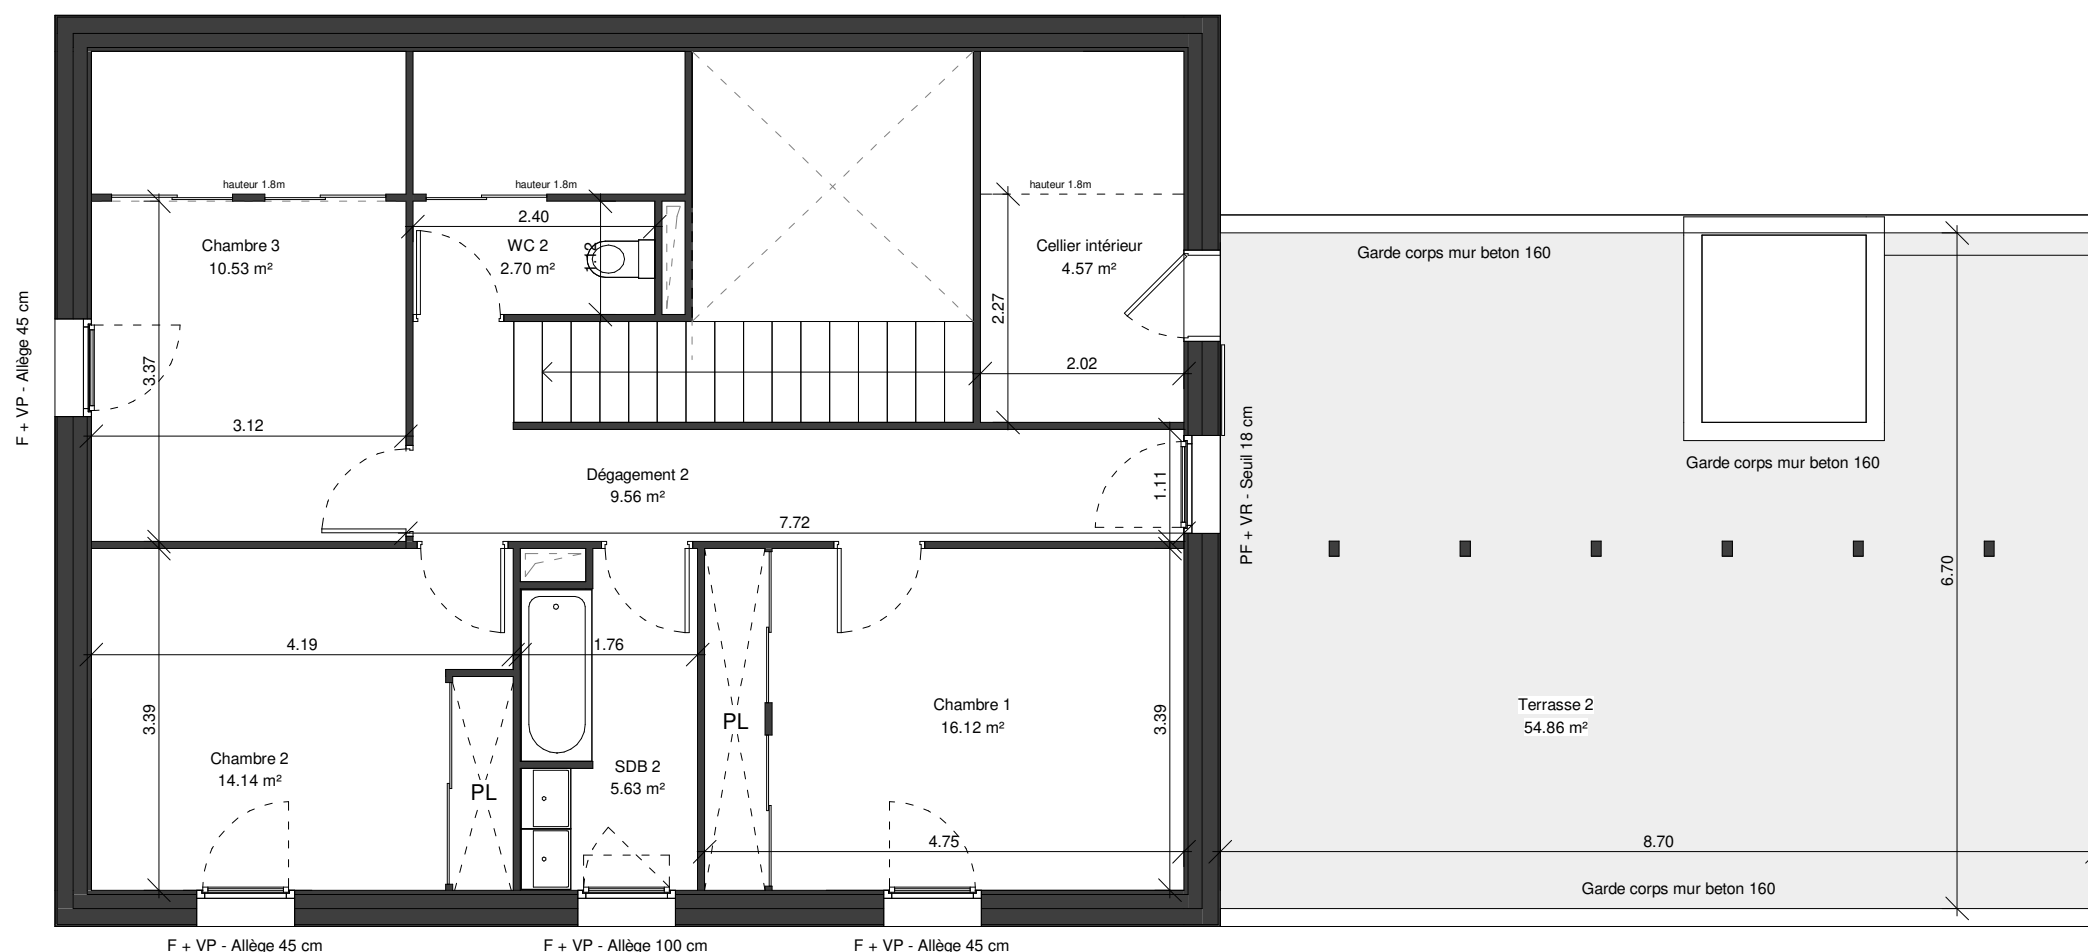 hauteur 1.8m
hauteur 1.8m
hauteur 1.8m
2.40
Chambre 3
10.53 m²
WC 2
2.70 m²
Cellier intérieur
4.57 m²
Garde corps mur beton 160
F + VP - Allège 45 cm
3.37
2.27
2.02
3.12
Garde corps mur beton 160
PF + VR - Seuil 18 cm
Dégagement 2
9.56 m²
1.11
7.72
6.70
4.19
1.76
3.39
Chambre 1
16.12 m²
3.39
PL
Terrasse 2
54.86 m²
Chambre 2
14.14 m²
PL
SDB 2
5.63 m²
4.75
8.70
Garde corps mur beton 160
F + VP - Allège 45 cm
F + VP - Allège 100 cm
F + VP - Allège 45 cm